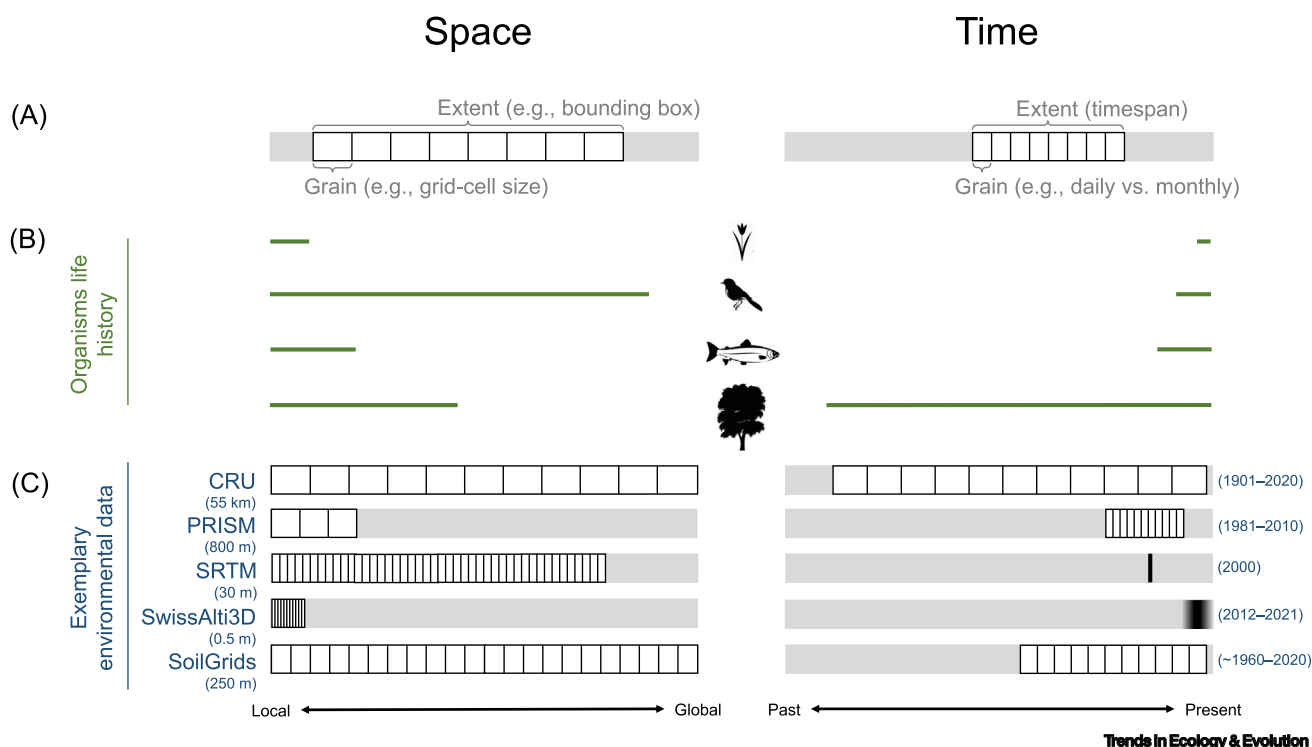 Space
Time
(A)
Extent (e.g., bounding box)
Extent (timespan)
Grain (e.g., grid-cell size)
Grain (e.g., daily vs. monthly)
(B)
Organisms life
history
(C)
Exemplary
environmental data
CRU
(55 km)
(1901–2020)
PRISM
(800 m)
(1981–2010)
SRTM
(30 m)
(2000)
SwissAlti3D
(0.5 m)
(2012–2021)
SoilGrids
(250 m)
(~1960–2020)
Local
Global
Past
Present
Trends in Ecology & Evolution